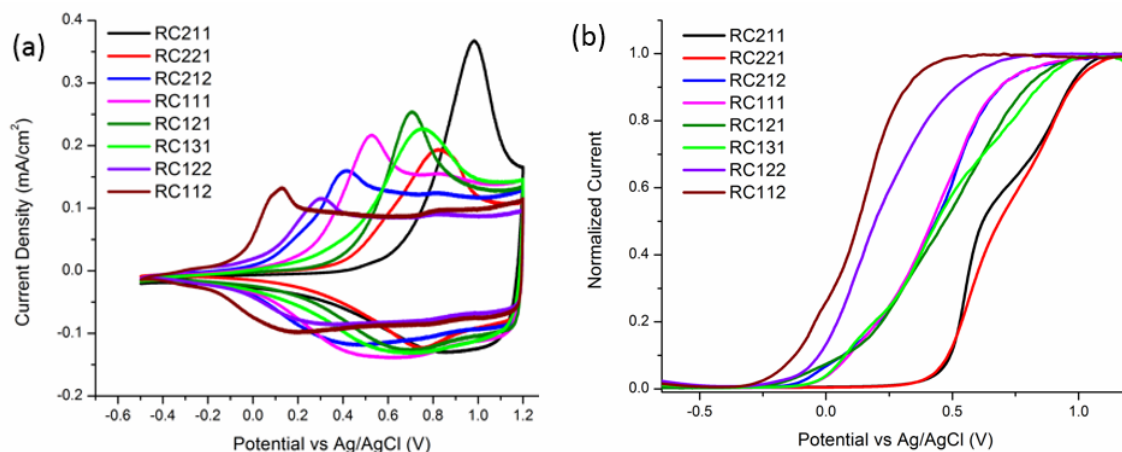 (a)
RC211
RC221
RC212
RC111
RC121
RC131
RC122
RC112
0.4
0.3
0.2
0.1
0.0
-0.1
-0.2
Current Density (mA/cm²)
-0.6 -0.4 -0.2 0.0 0.2 0.4 0.6 0.8 1.0 1.2
Potential vs Ag/AgCl (V)
(b)
RC211
RC221
RC212
RC111
RC121
RC131
RC122
RC112
1.0
0.8
0.6
0.4
0.2
0.0
Normalized Current
-0.5 0.0 0.5 1.0
Potential vs Ag/AgCl (V)